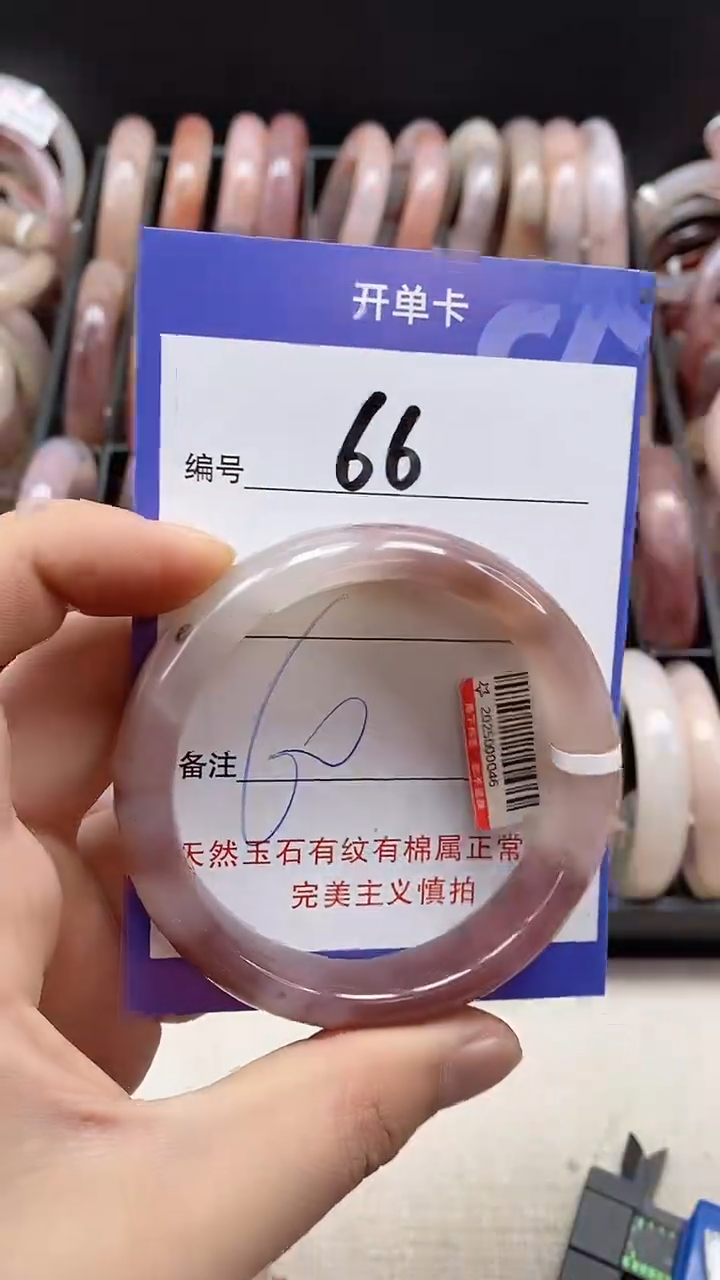 开单卡
编号 66
备注
2025000046
天然玉石有纹有棉属正常
完美主义慎拍